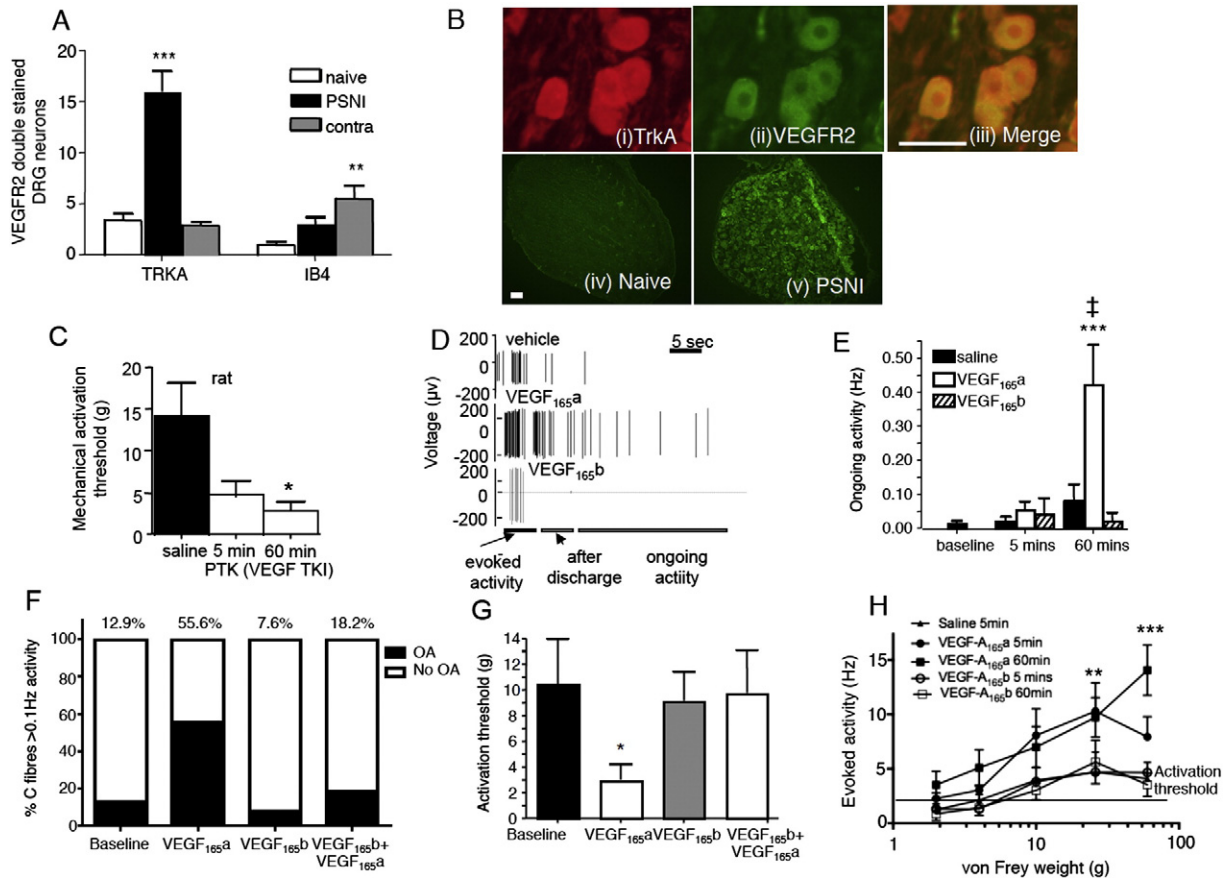 A
VEGFR2 double stained
DRG neurons
20
15
10
5
0
***
**
naive
PSNI
contra
TRKA
IB4
B
(i)TrkA
(ii)VEGFR2
(iii) Merge
(iv) Naive
(v) PSNI
C
Mechanical activation
threshold (g)
20
15
10
5
0
rat
*
saline
5 min
60 min
PTK (VEGF TKI)
D
Voltage (μv)
200
0
-200
vehicle
5 sec
VEGF165a
200
0
-200
VEGF165b
200
0
-200
evoked
activity
after
discharge
ongoing
actiity
E
Ongoing activity (Hz)
0.50
0.40
0.30
0.20
0.10
0.00
saline
VEGF165a
VEGF165b
‡
***
baseline
5 mins
60 mins
F
% C fibres >0.1Hz activity
100
80
60
40
20
0
12.9%
55.6%
7.6%
18.2%
OA
No OA
Baseline
VEGF165a
VEGF165b
VEGF165b+
VEGF165a
G
Activation threshold (g)
14
12
10
8
6
4
2
0
*
Baseline
VEGF165a
VEGF165b
VEGF165b+
VEGF165a
H
Evoked activity (Hz)
15
10
5
0
Saline 5min
VEGF-A165a 5min
VEGF-A165a 60min
VEGF-A165b 5 mins
VEGF-A165b 60min
**
***
Activation
threshold
1
10
100
von Frey weight (g)